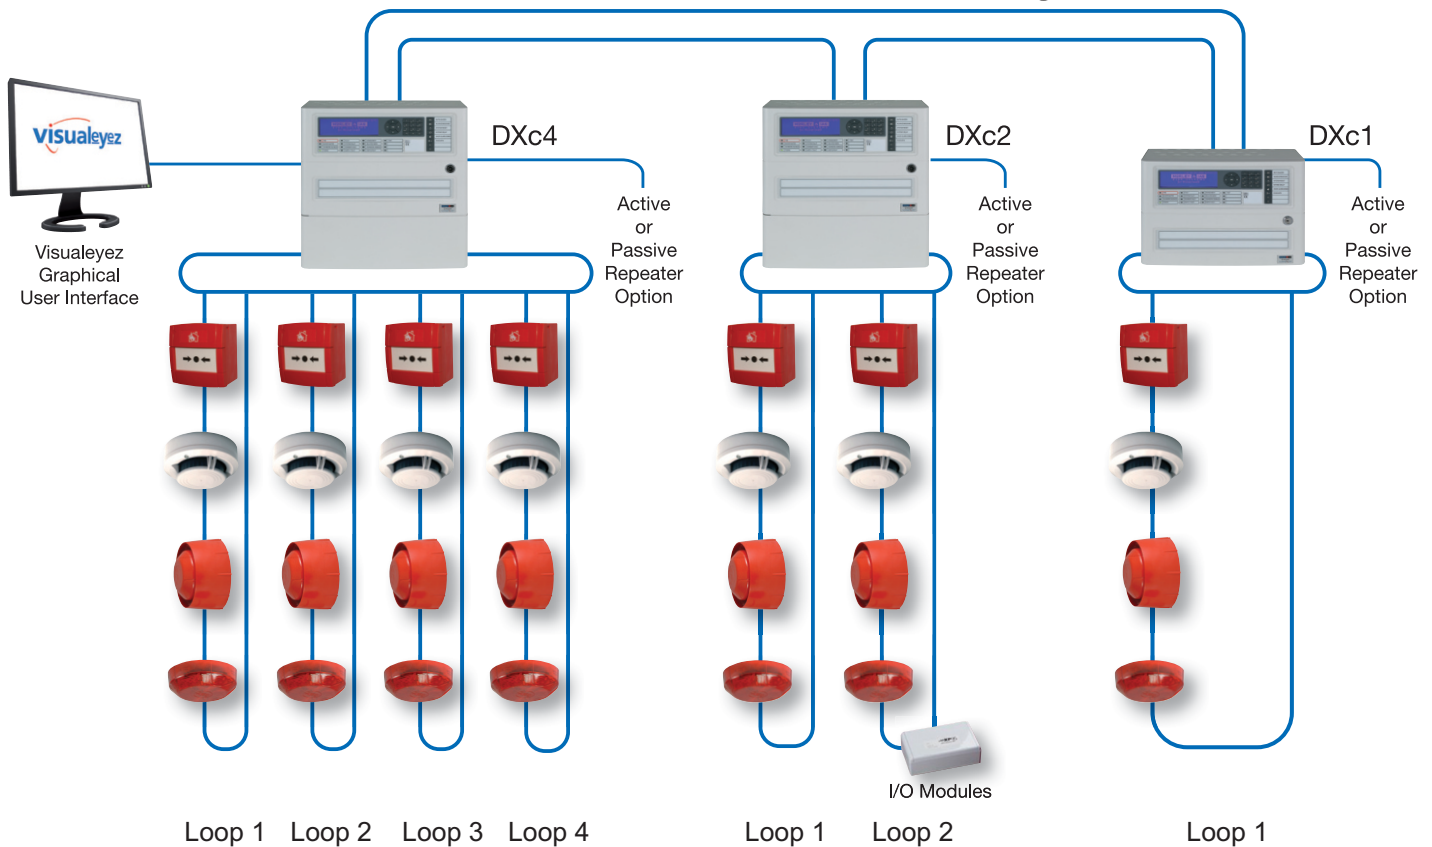 visualeyez
DXc4
DXc2
DXc1
Visualeyez
Graphical
User Interface
Active
or
Passive
Repeater
Option
Active
or
Passive
Repeater
Option
Active
or
Passive
Repeater
Option
I/O Modules
Loop 1
Loop 2
Loop 3
Loop 4
Loop 1
Loop 2
Loop 1